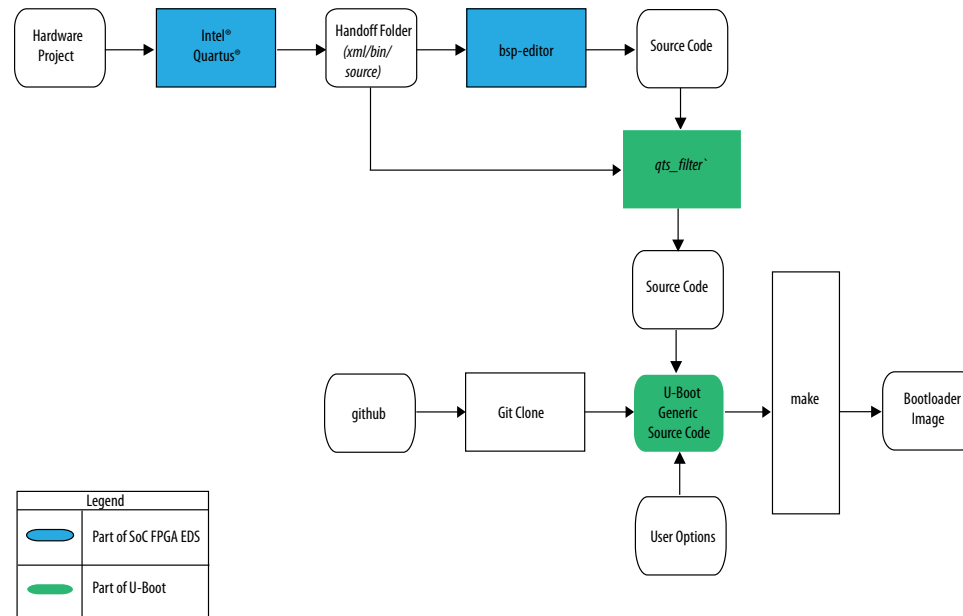 Hardware
Project
Intel®
Quartus®
Handoff Folder
(xml/bin/
source)
bsp-editor
Source Code
qts_filter`
Source Code
github
Git Clone
U-Boot
Generic
Source Code
make
Bootloader
Image
User Options
Legend
Part of SoC FPGA EDS
Part of U-Boot